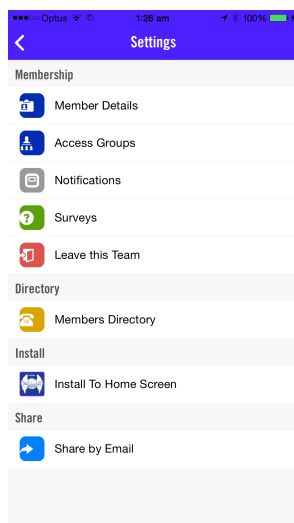 Optus 1:26 am 100%
Settings
Membership
Member Details
Access Groups
Notifications
Surveys
Leave this Team
Directory
Members Directory
Install
Install To Home Screen
Share
Share by Email